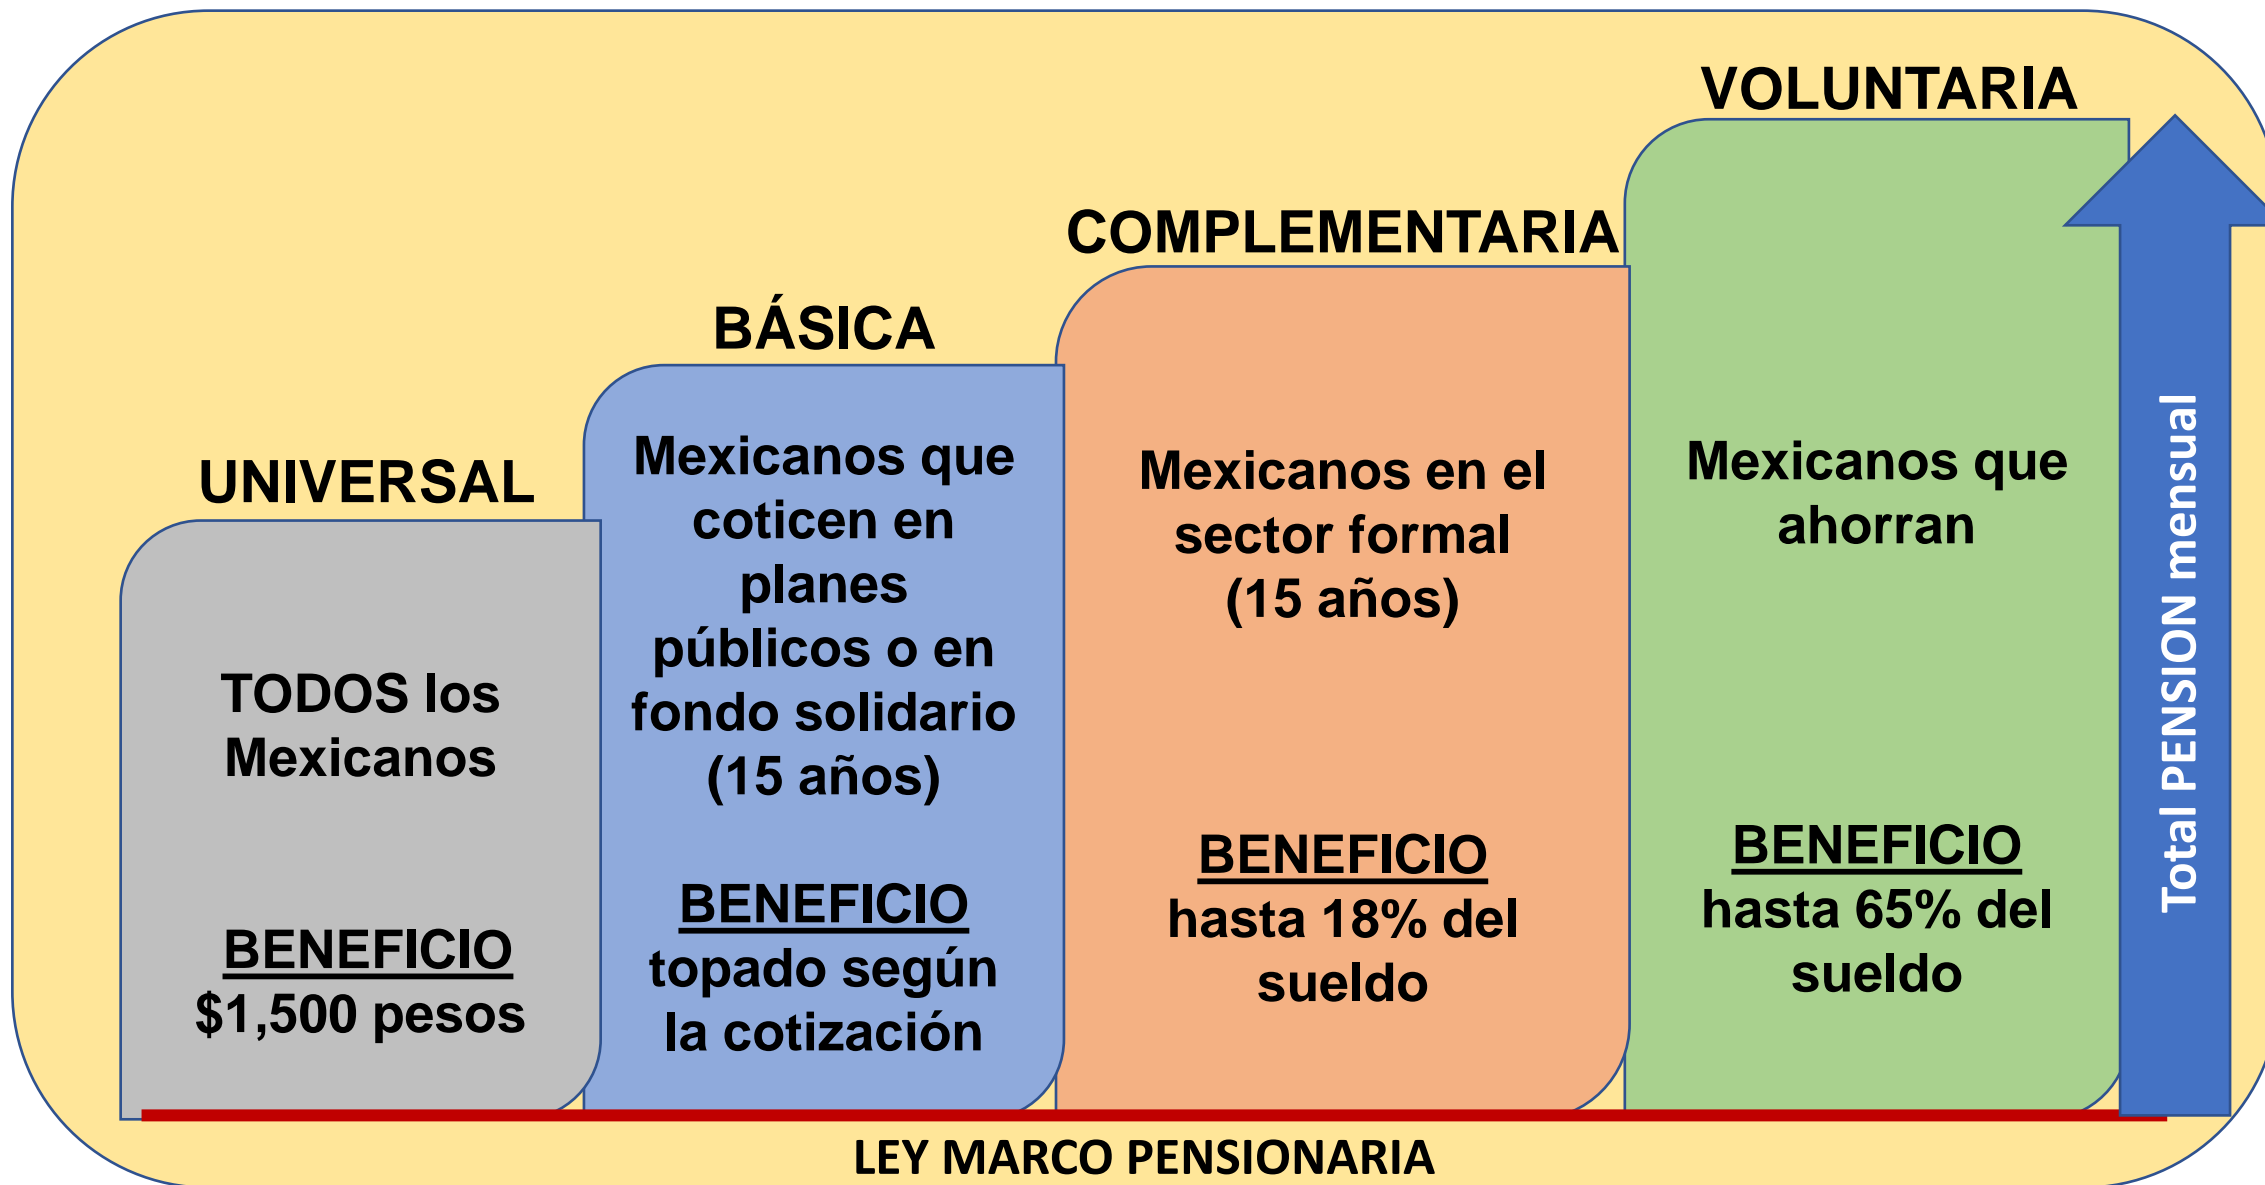 UNIVERSAL
TODOS los
Mexicanos
BENEFICIO
$1,500 pesos
BÁSICA
Mexicanos que
coticen en
planes
públicos o en
fondo solidario
(15 años)
BENEFICIO
topado según
la cotización
COMPLEMENTARIA
Mexicanos en el
sector formal
(15 años)
BENEFICIO
hasta 18% del
sueldo
VOLUNTARIA
Mexicanos que
ahorran
BENEFICIO
hasta 65% del
sueldo
Total PENSION mensual
LEY MARCO PENSIONARIA